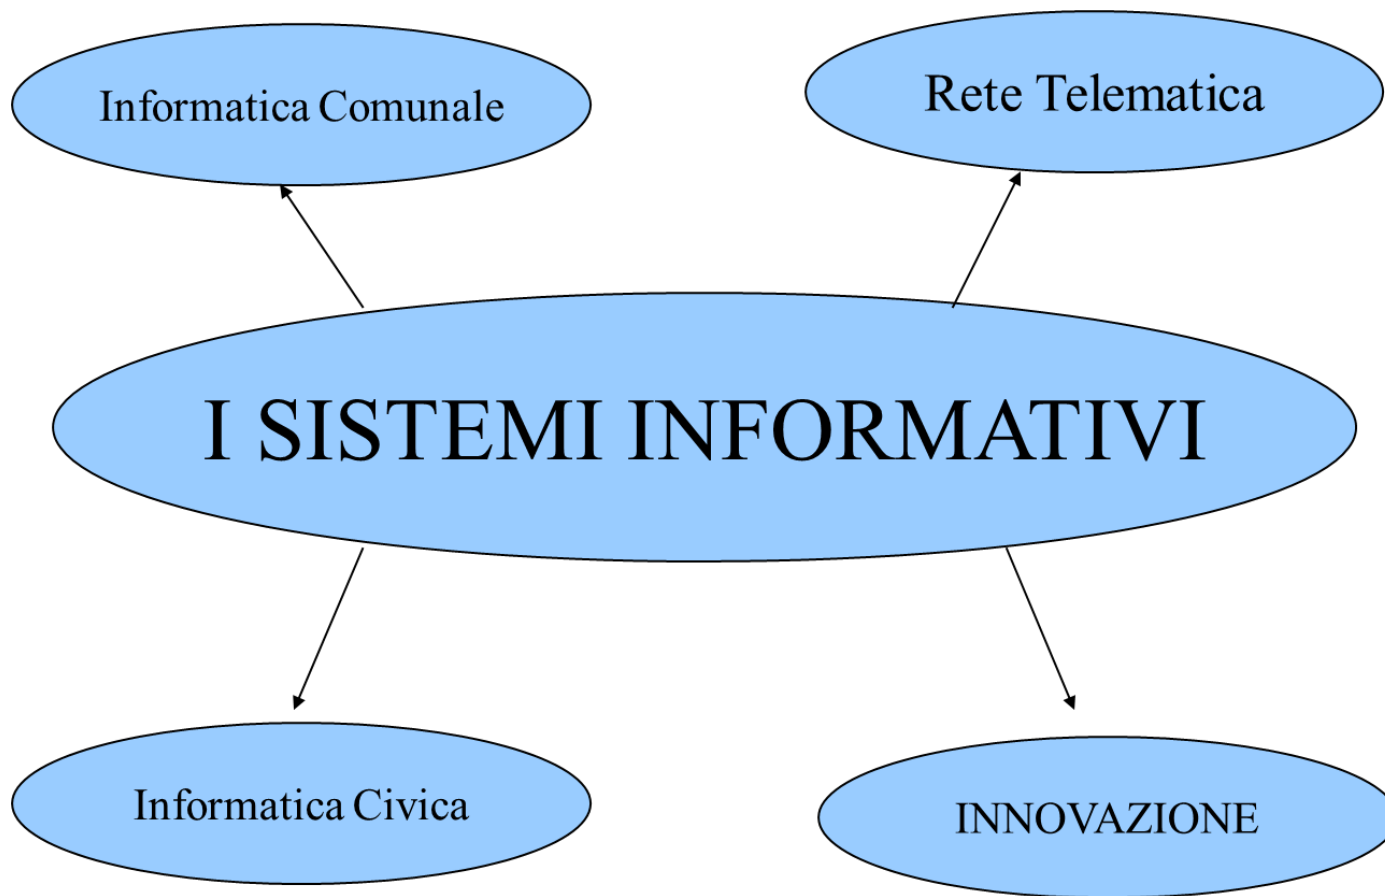 Informatica Comunale
Rete Telematica
I SISTEMI INFORMATIVI
Informatica Civica
INNOVAZIONE